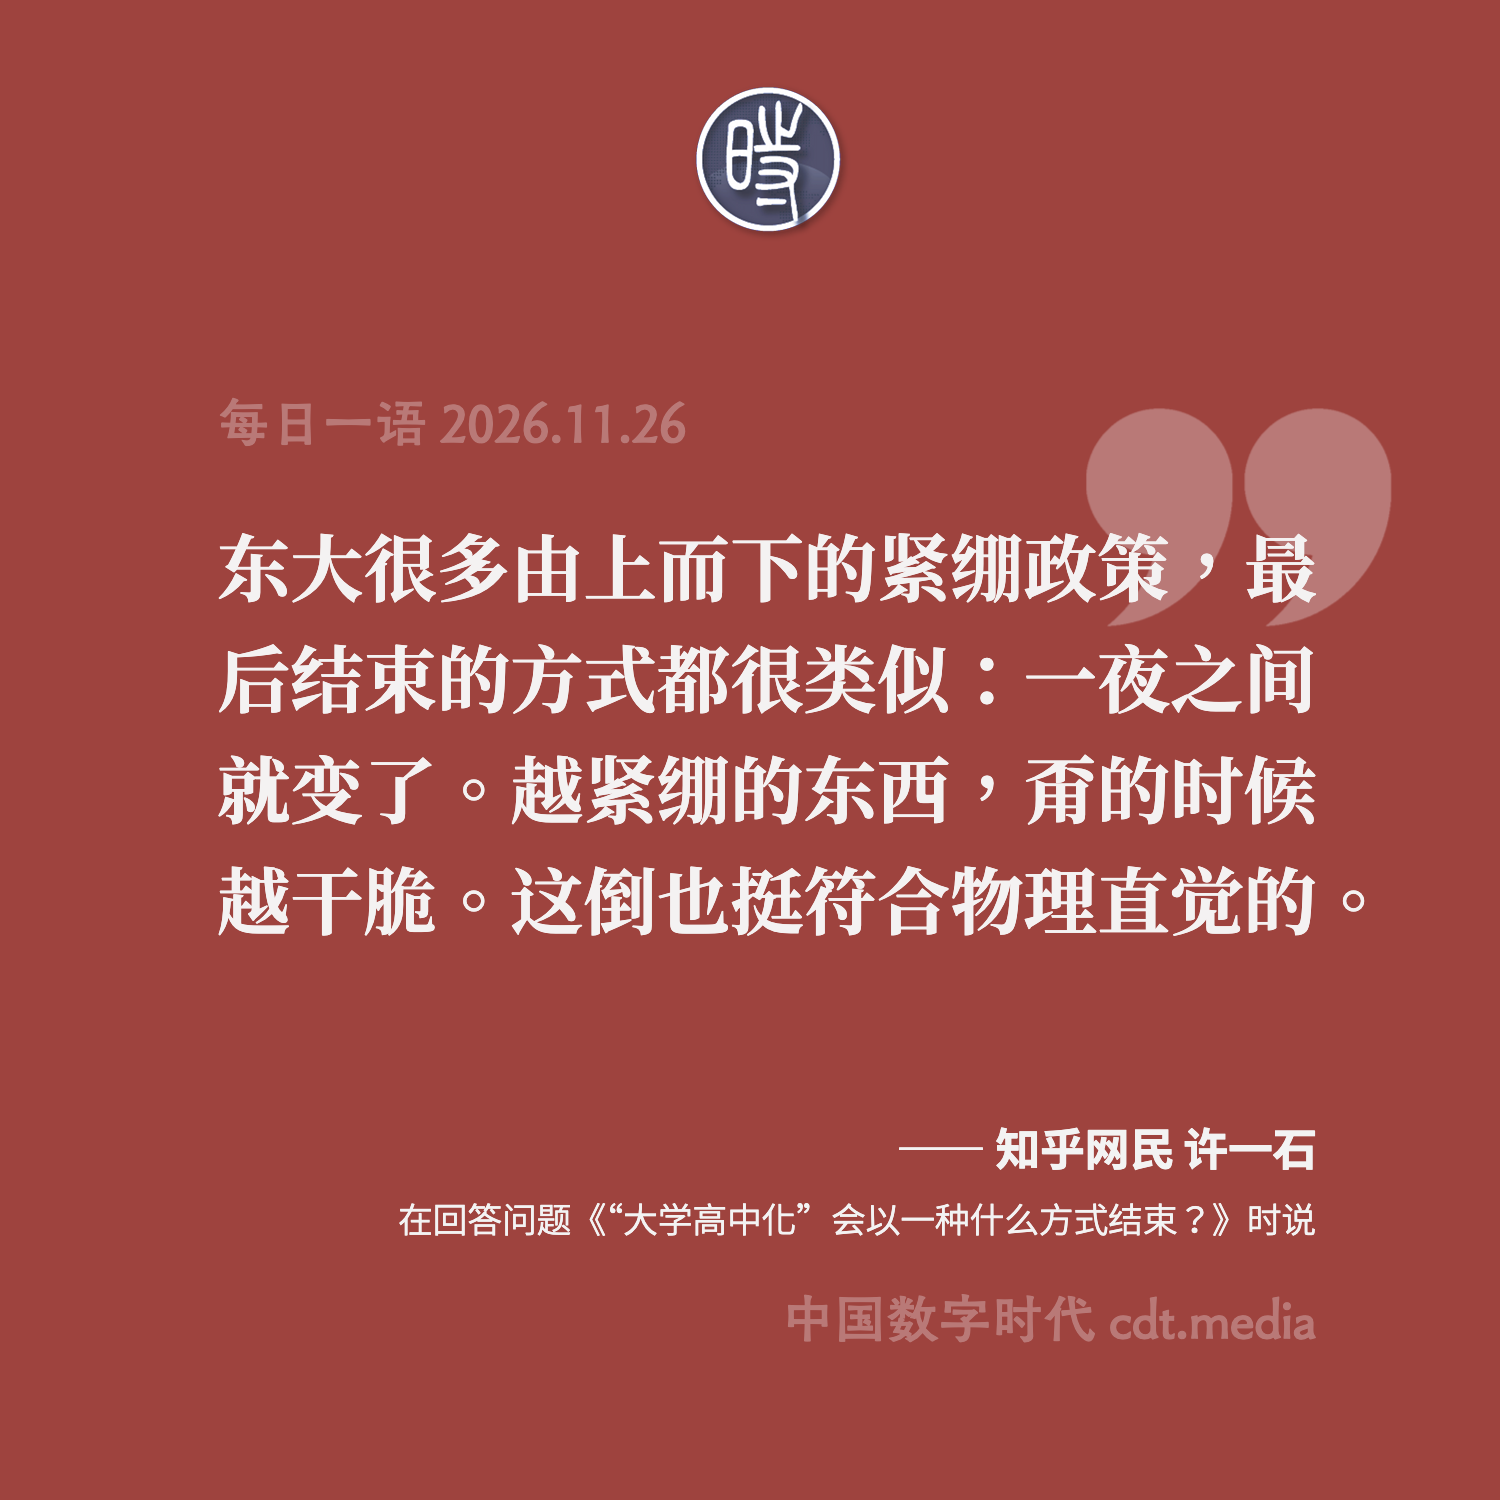 時
每日一语 2026.11.26
东大很多由上而下的紧绷政策，最
后结束的方式都很类似：一夜之间
就变了。越紧绷的东西，甭的时候
越干脆。这倒也挺符合物理直觉的。
—— 知乎网民 许一石
在回答问题《“大学高中化”会以一种什么方式结束？》时说
中国数字时代 cdt.media